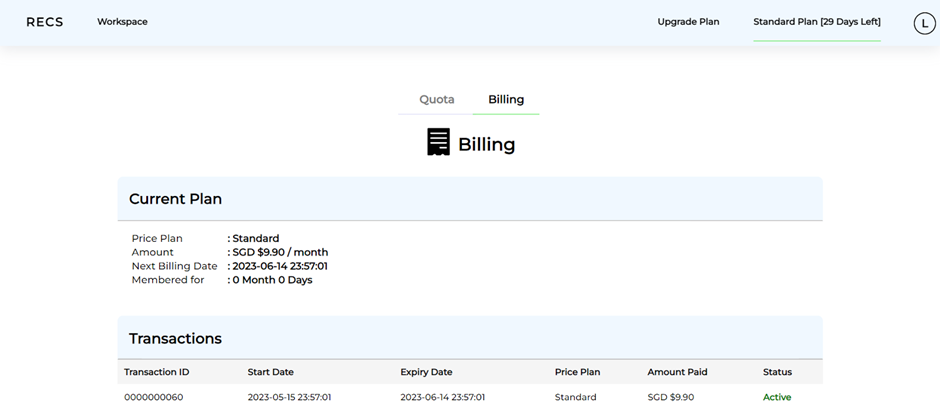 RECS Workspace Upgrade Plan Standard Plan [29 Days Left] L
Quota Billing
Billing
Current Plan
Price Plan : Standard
Amount : SGD $9.90 / month
Next Billing Date : 2023-06-14 23:57:01
Membered for : 0 Month 0 Days
Transactions
Transaction ID Start Date Expiry Date Price Plan Amount Paid Status
0000000060 2023-05-15 23:57:01 2023-06-14 23:57:01 Standard SGD $9.90 Active